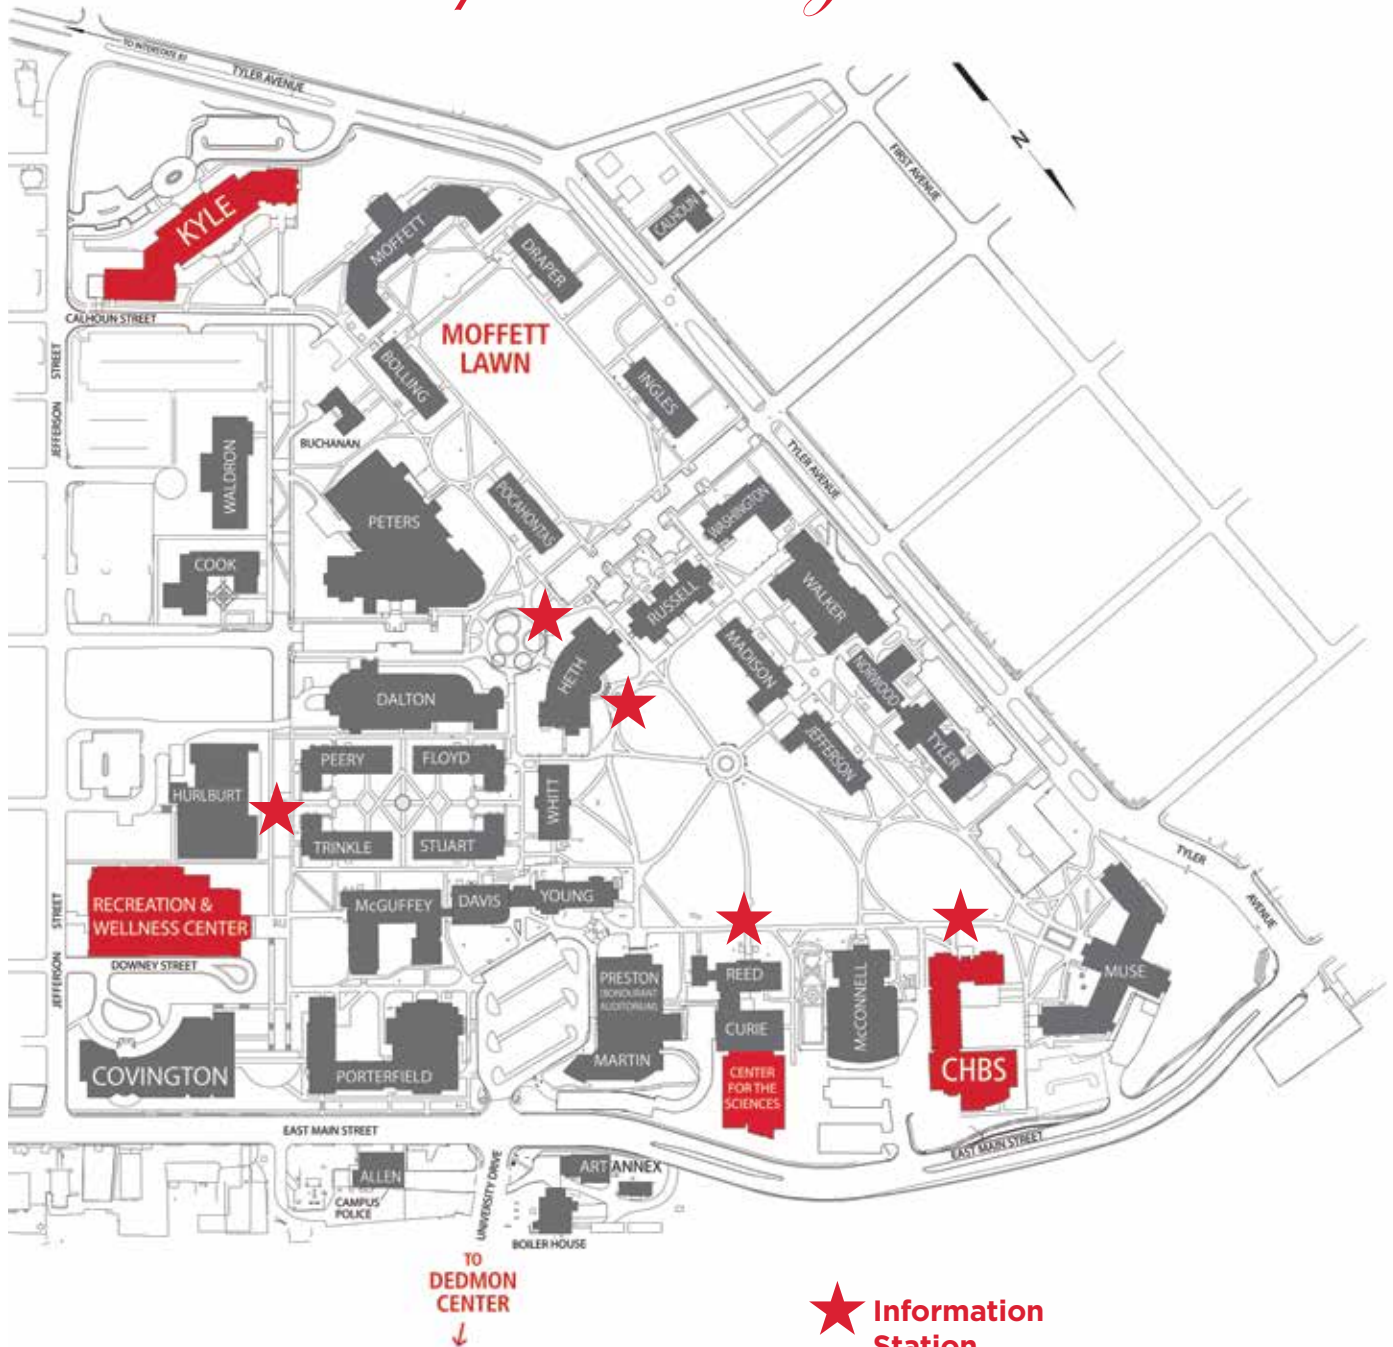 TO INTERSTATE 81
TYLER AVENUE
N
FIRST AVENUE
KYLE
MOFFETT
DRAPER
CALHOUN
CALHOUN STREET
MOFFETT
LAWN
JEFFERSON STREET
BOLLING
INGLES
BUCHANAN
TYLER AVENUE
WALDRON
PETERS
POCAHONTAS
WASHINGTON
COOK
RUSSELL
WALKER
MADISON
HETH
NORWOOD
DALTON
JEFFERSON
TYLER
PEERY
FLOYD
HURLBURT
WHITT
TRINKLE
STUART
TYLER AVENUE
JEFFERSON STREET
RECREATION &
WELLNESS CENTER
McGUFFEY
DAVIS
YOUNG
DOWNEY STREET
PRESTON
(BONDURANT
AUDITORIUM)
REED
McCONNELL
MUSE
CURIE
COVINGTON
PORTERFIELD
MARTIN
CENTER
FOR THE
SCIENCES
CHBS
EAST MAIN STREET
EAST MAIN STREET
ALLEN
CAMPUS
POLICE
UNIVERSITY DRIVE
ART ANNEX
BOILER HOUSE
TO
DEDMON
CENTER
Information
Station